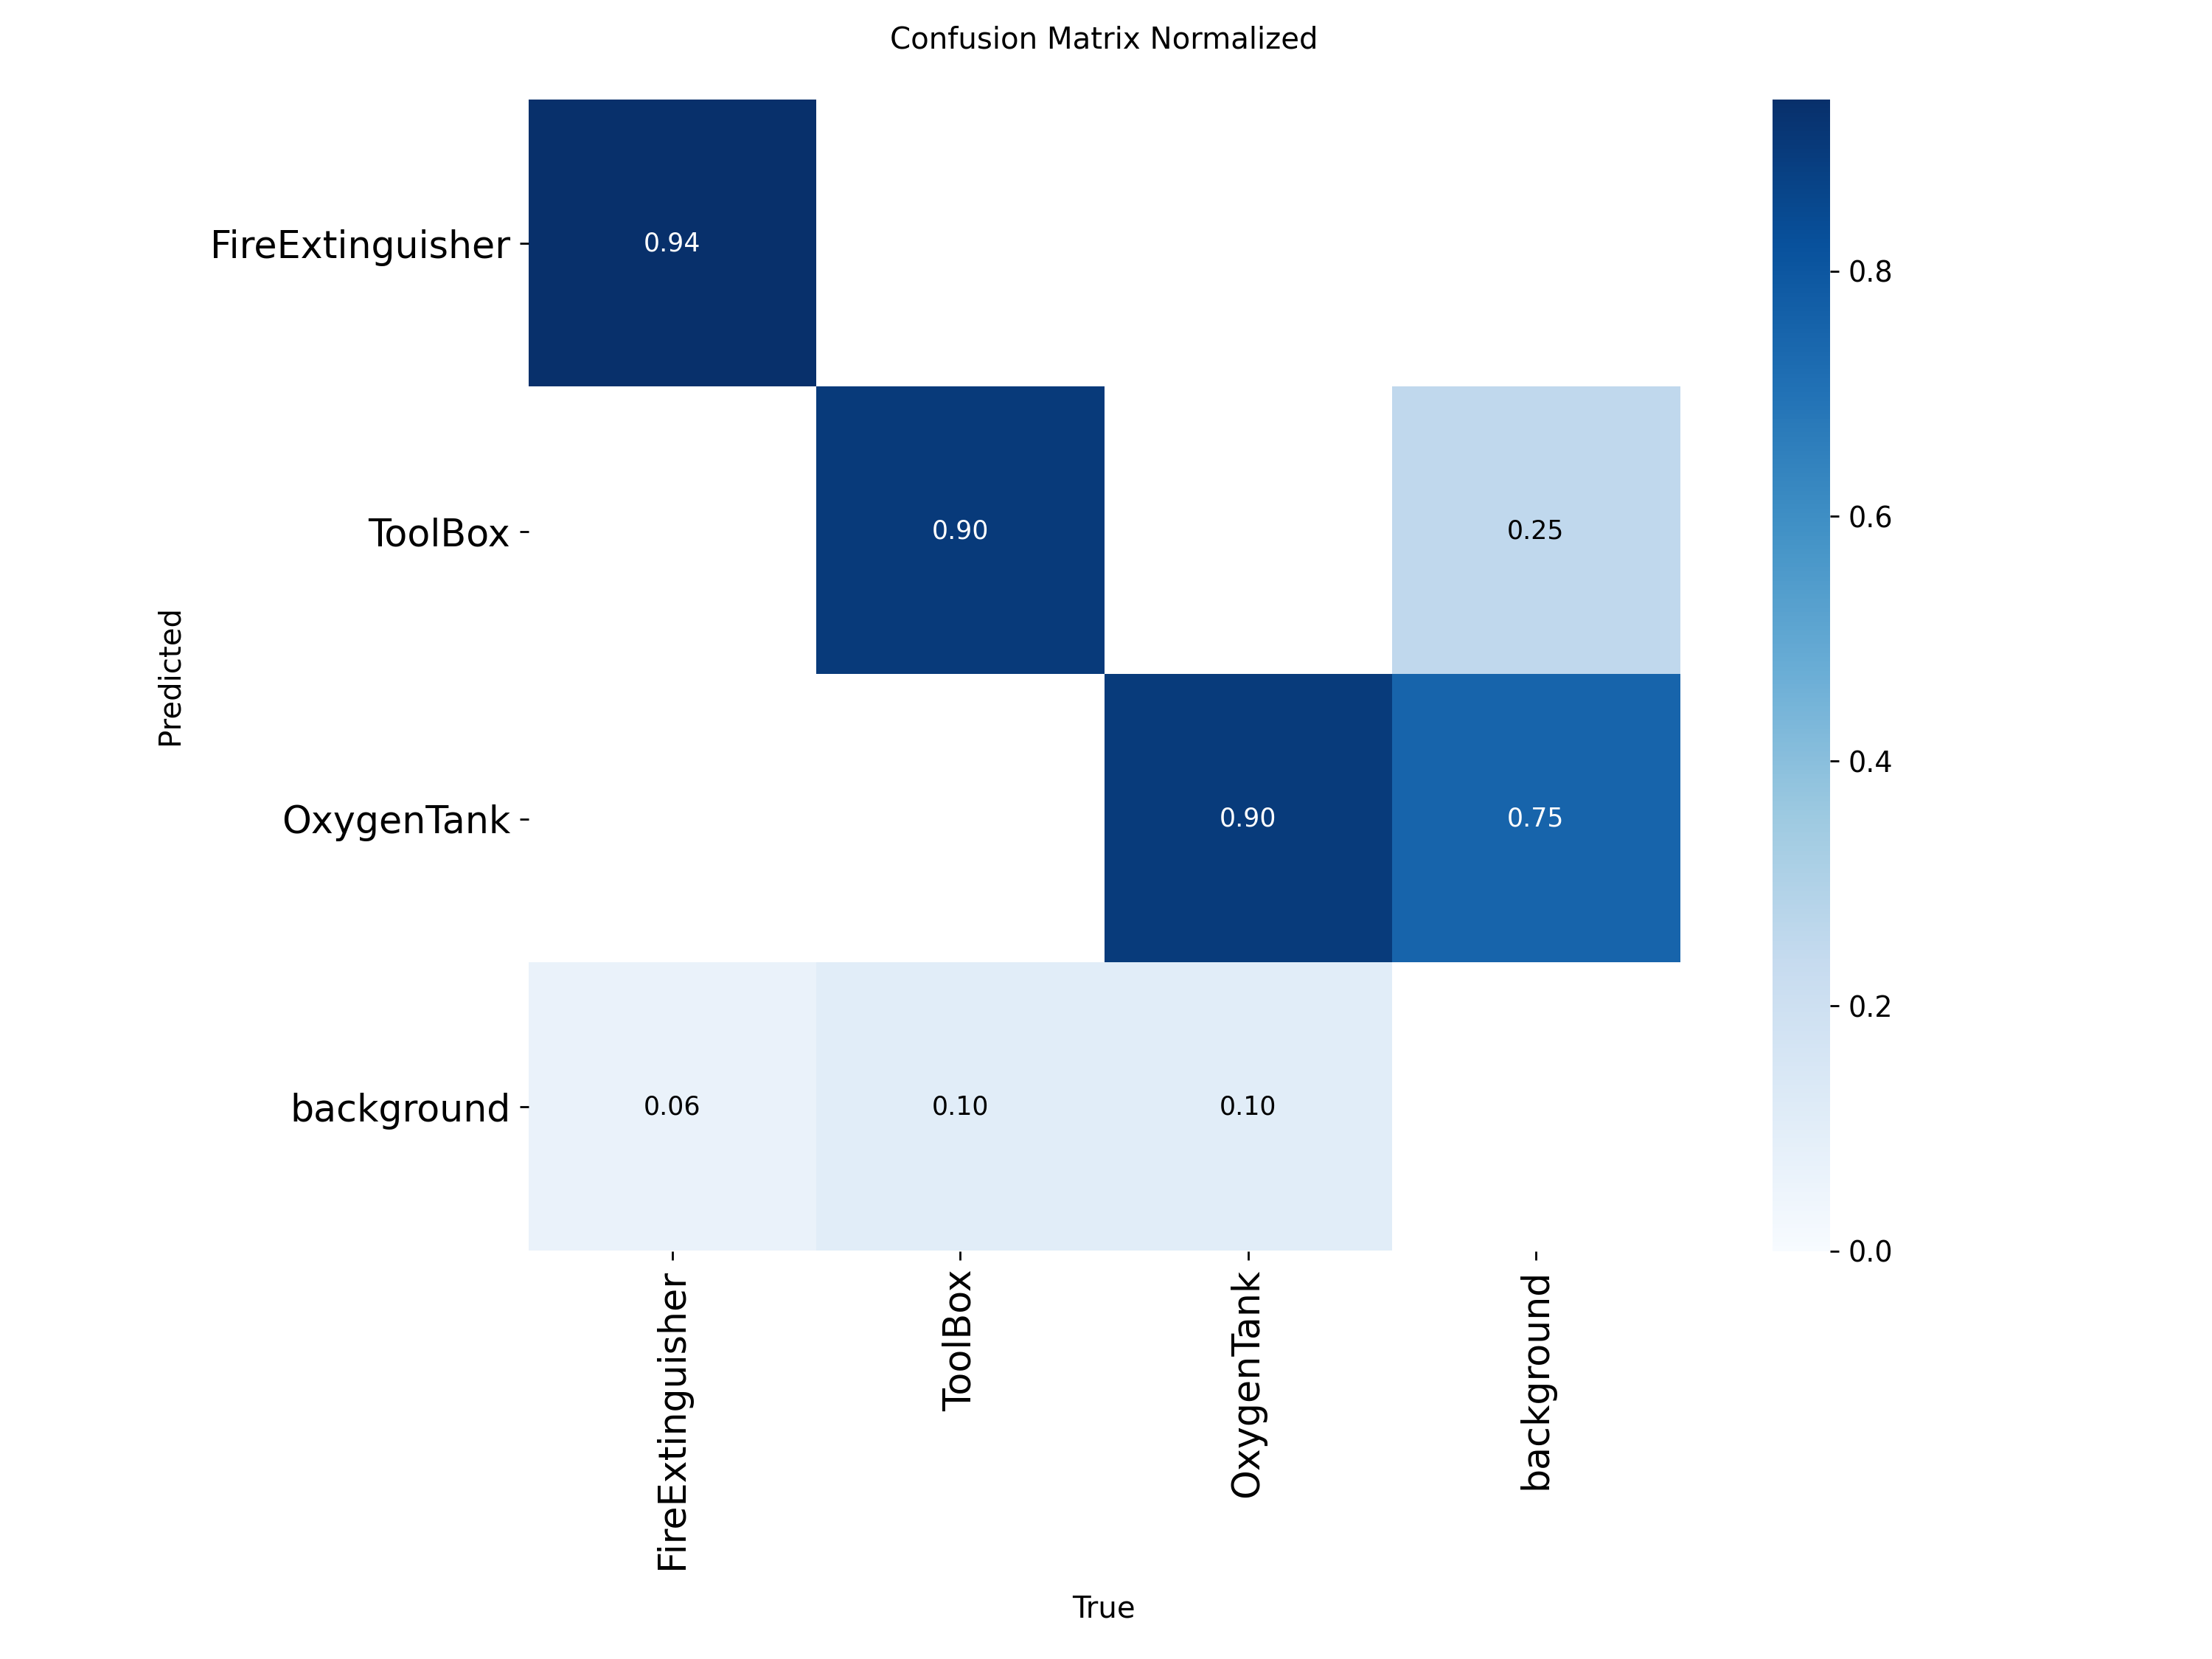 Confusion Matrix Normalized
FireExtinguisher
0.94
0.8
ToolBox
0.90
0.25
0.6
Predicted
OxygenTank
0.90
0.75
0.4
background
0.06
0.10
0.10
0.2
0.0
FireExtinguisher
ToolBox
OxygenTank
background
True